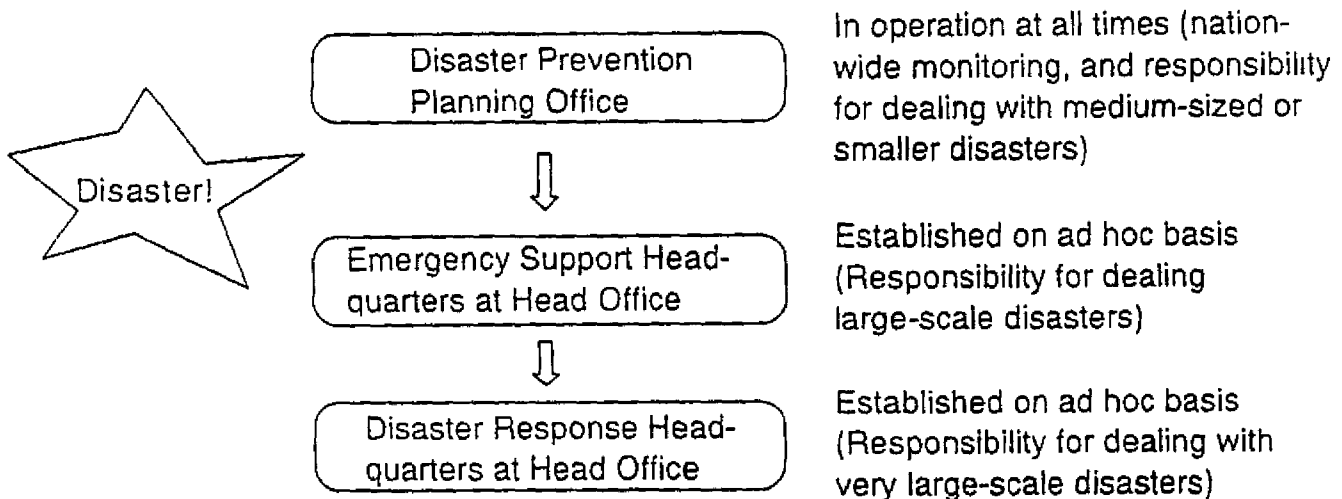 Disaster!
Disaster Prevention
Planning Office
In operation at all times (nation-
wide monitoring, and responsibility
for dealing with medium-sized or
smaller disasters)
Emergency Support Head-
quarters at Head Office
Established on ad hoc basis
(Responsibility for dealing
large-scale disasters)
Disaster Response Head-
quarters at Head Office
Established on ad hoc basis
(Responsibility for dealing with
very large-scale disasters)